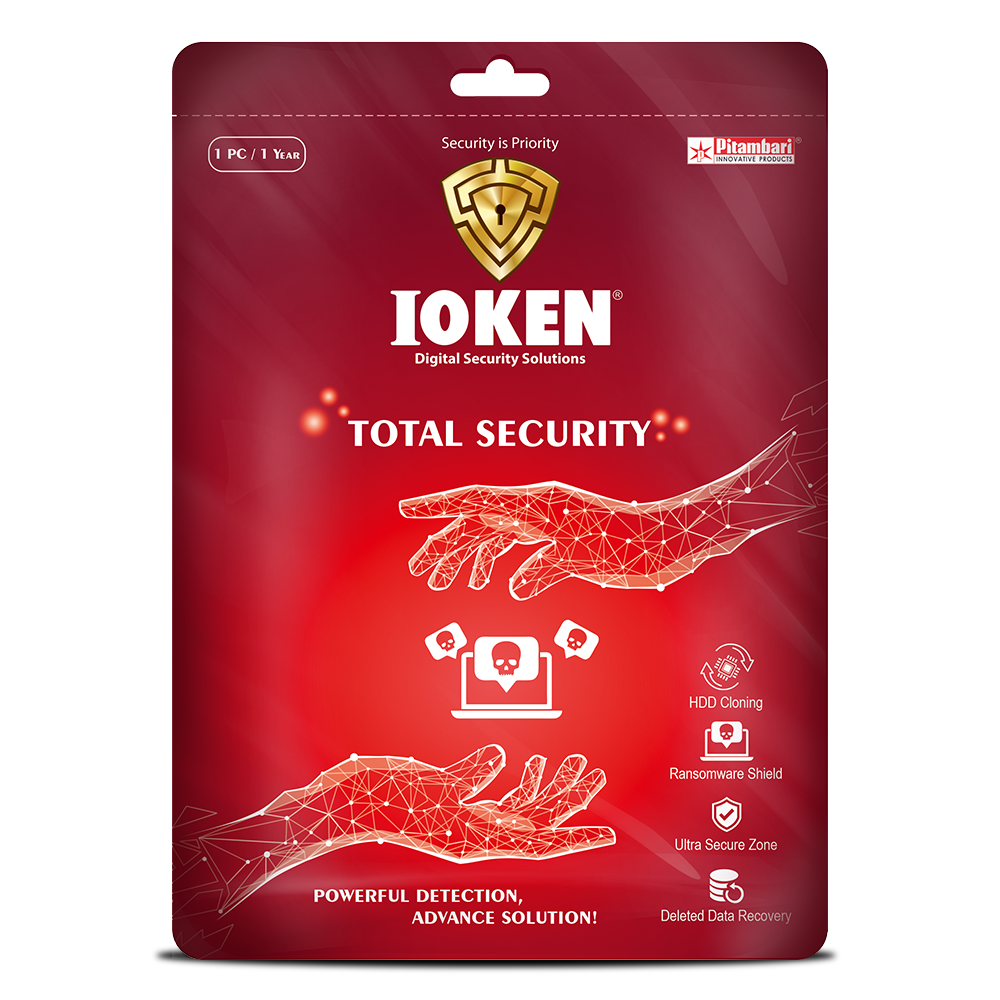 Security is Priority
1 PC / 1 YEAR
Pitambari®
INNOVATIVE PRODUCTS
IOKEN®
Digital Security Solutions
TOTAL SECURITY
HDD Cloning
Ransomware Shield
Ultra Secure Zone
Deleted Data Recovery
POWERFUL DETECTION,
ADVANCE SOLUTION!